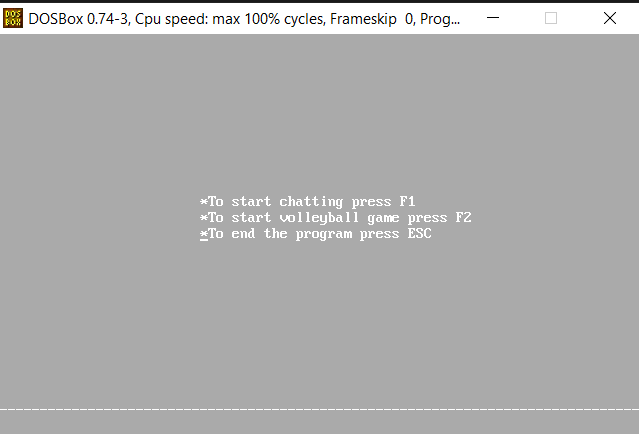 DOS
BOX
DOSBox 0.74-3, Cpu speed: max 100% cycles, Frameskip 0, Prog...
*To start chatting press F1
*To start volleyball game press F2
*To end the program press ESC